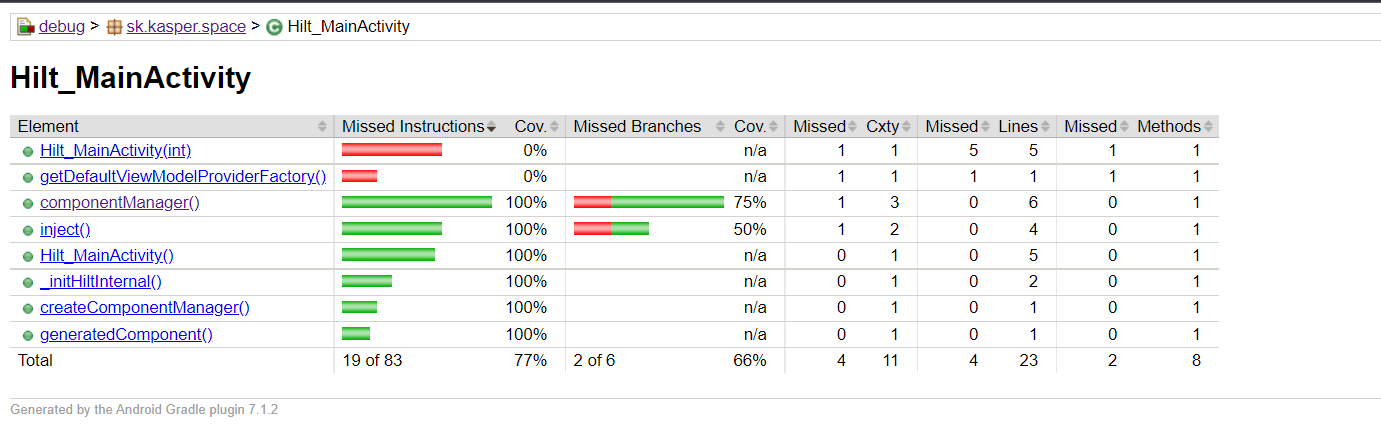 debug > sk.kasper.space > Hilt_MainActivity
Hilt_MainActivity
Element Missed Instructions Cov. Missed Branches Cov. Missed Cxty Missed Lines Missed Methods
Hilt_MainActivity(int) 0% n/a 1 1 5 5 1 1
getDefaultViewModelProviderFactory() 0% n/a 1 1 1 1 1 1
componentManager() 100% 75% 1 3 0 6 0 1
inject() 100% 50% 1 2 0 4 0 1
Hilt_MainActivity() 100% n/a 0 1 0 5 0 1
_initHiltInternal() 100% n/a 0 1 0 2 0 1
createComponentManager() 100% n/a 0 1 0 1 0 1
generatedComponent() 100% n/a 0 1 0 1 0 1
Total 19 of 83 77% 2 of 6 66% 4 11 4 23 2 8
Generated by the Android Gradle plugin 7.1.2